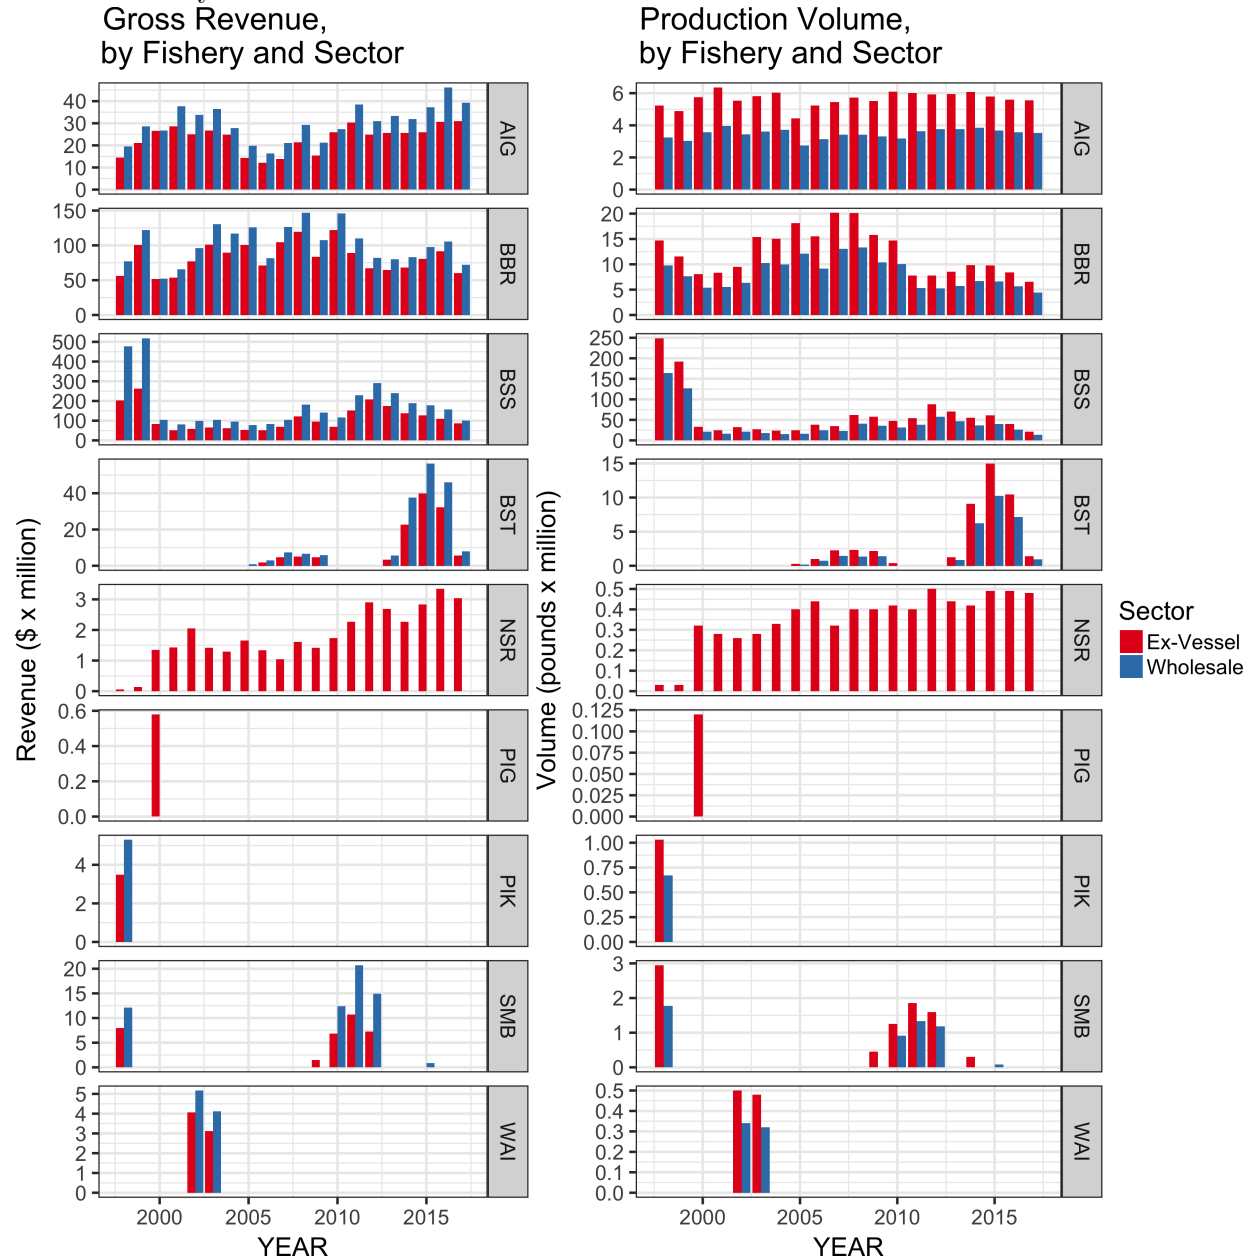 Gross Revenue,
by Fishery and Sector
Revenue ($ x million)
40
30
20
10
0
AIG
150
100
50
0
BBR
500
400
300
200
100
0
BSS
40
20
0
BST
3
2
1
0
NSR
0.6
0.4
0.2
0.0
PIG
4
2
0
PIK
20
15
10
5
0
SMB
5
4
3
2
1
0
WAI
2000 2005 2010 2015
YEAR
Production Volume,
by Fishery and Sector
Volume (pounds x million)
6
4
2
0
AIG
20
15
10
5
0
BBR
250
200
150
100
50
0
BSS
15
10
5
0
BST
0.5
0.4
0.3
0.2
0.1
0.0
NSR
0.125
0.100
0.075
0.050
0.025
0.000
PIG
1.00
0.75
0.50
0.25
0.00
PIK
3
2
1
0
SMB
0.5
0.4
0.3
0.2
0.1
0.0
WAI
2000 2005 2010 2015
YEAR
Sector
Ex-Vessel
Wholesale